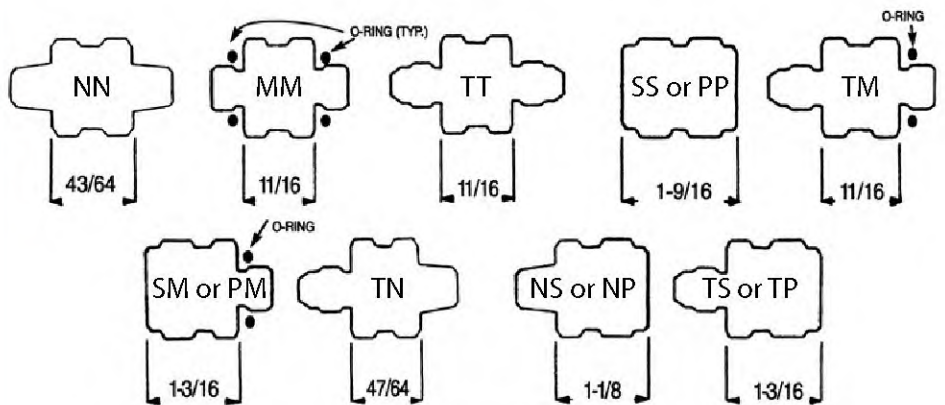 O-RING
O-RING (TYP.)
NN
MM
TT
SS or PP
TM
43/64
11/16
11/16
1-9/16
11/16
O-RING
SM or PM
TN
NS or NP
TS or TP
1-3/16
47/64
1-1/8
1-3/16